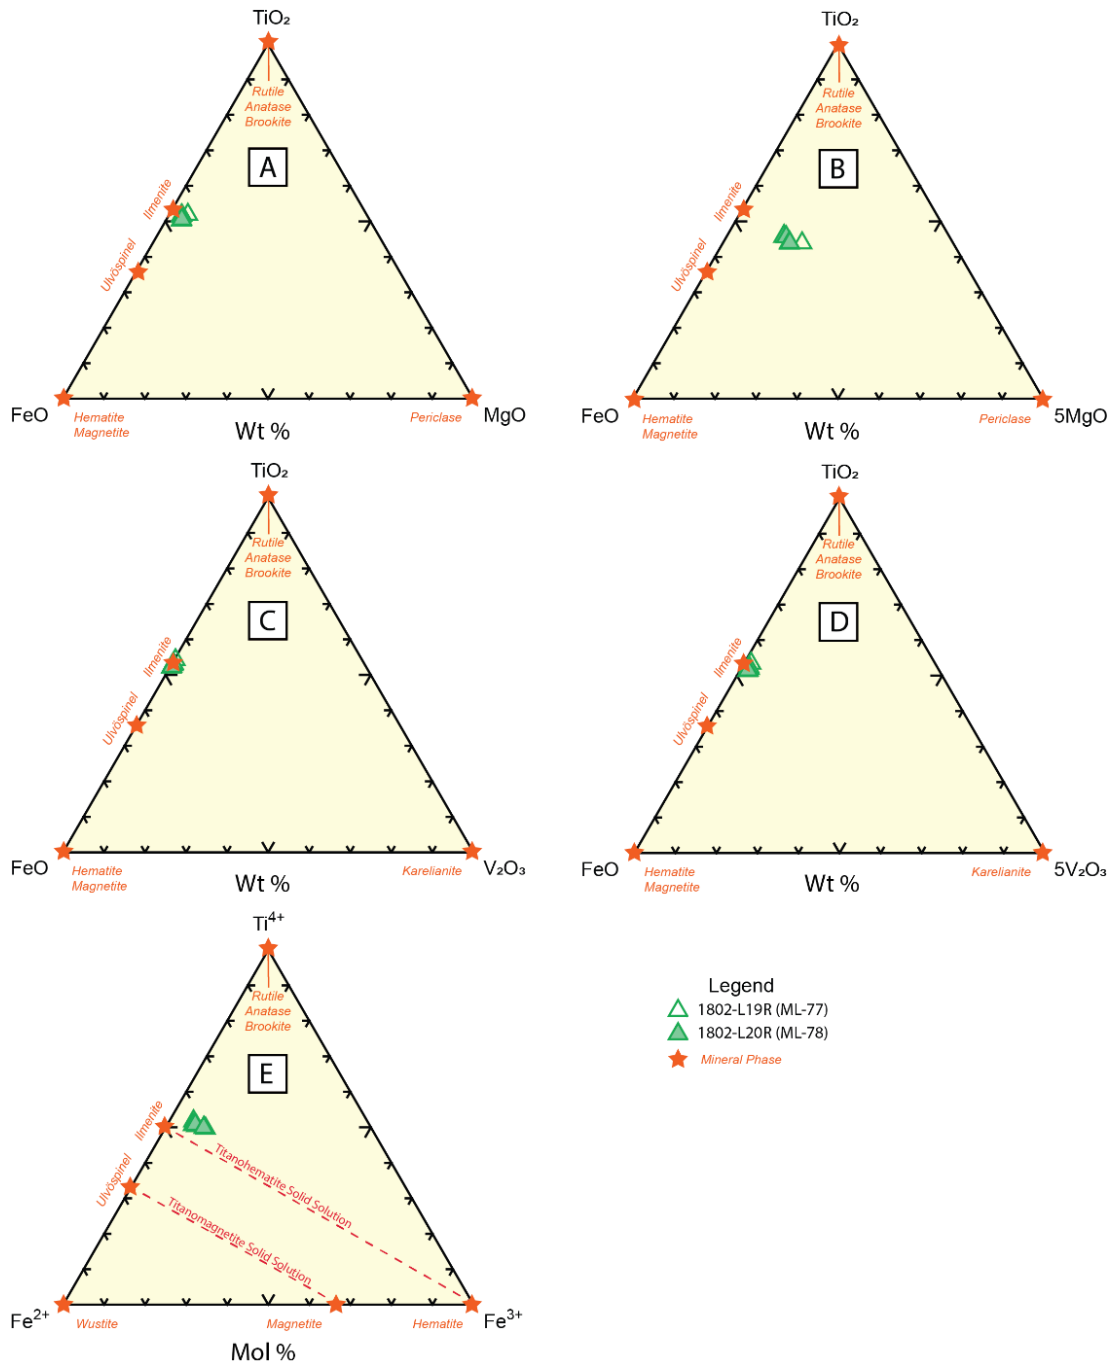 TiO₂
Rutile
Anatase
Brookite
A
Ilmenite
Ulvöspinel
FeO
Hematite
Magnetite
Periclase
MgO
Wt %
TiO₂
Rutile
Anatase
Brookite
B
Ilmenite
Ulvöspinel
FeO
Hematite
Magnetite
Periclase
5MgO
Wt %
TiO₂
Rutile
Anatase
Brookite
C
Ilmenite
Ulvöspinel
FeO
Hematite
Magnetite
Karelianite
V₂O₃
Wt %
TiO₂
Rutile
Anatase
Brookite
D
Ilmenite
Ulvöspinel
FeO
Hematite
Magnetite
Karelianite
5V₂O₃
Wt %
Ti⁴⁺
Rutile
Anatase
Brookite
E
Ilmenite
Ulvöspinel
Titanohematite Solid Solution
Titanomagnetite Solid Solution
Fe²⁺
Wustite
Magnetite
Hematite
Fe³⁺
Mol %
Legend
1802-L19R (ML-77)
1802-L20R (ML-78)
Mineral Phase